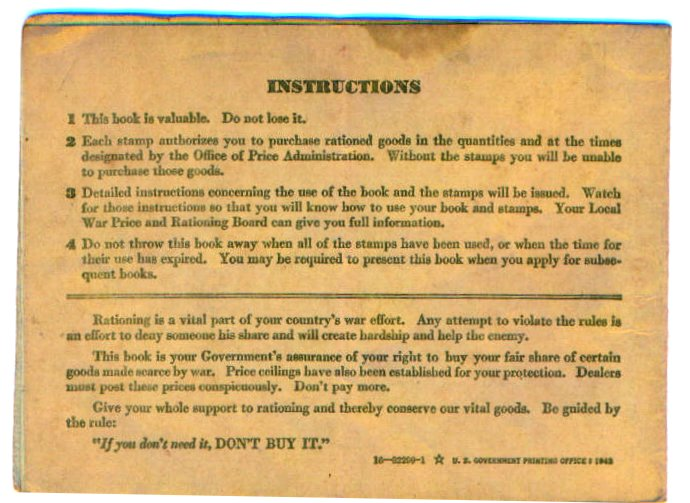 INSTRUCTIONS
1 This book is valuable. Do not lose it.
2 Each stamp authorizes you to purchase rationed goods in the quantities and at the times
designated by the Office of Price Administration. Without the stamps you will be unable
to purchase those goods.
3 Detailed instructions concerning the use of the book and the stamps will be issued. Watch
for those instructions so that you will know how to use your book and stamps. Your Local
War Price and Rationing Board can give you full information.
4 Do not throw this book away when all of the stamps have been used, or when the time for
their use has expired. You may be required to present this book when you apply for subse-
quent books.
Rationing is a vital part of your country's war effort. Any attempt to violate the rules is
an effort to deny someone his share and will create hardship and help the enemy.
This book is your Government's assurance of your right to buy your fair share of certain
goods made scarce by war. Price ceilings have also been established for your protection. Dealers
must post these prices conspicuously. Don't pay more.
Give your whole support to rationing and thereby conserve our vital goods. Be guided by
the rule:
"If you don't need it, DON'T BUY IT."
☆ U. S. GOVERNMENT PRINTING OFFICE :